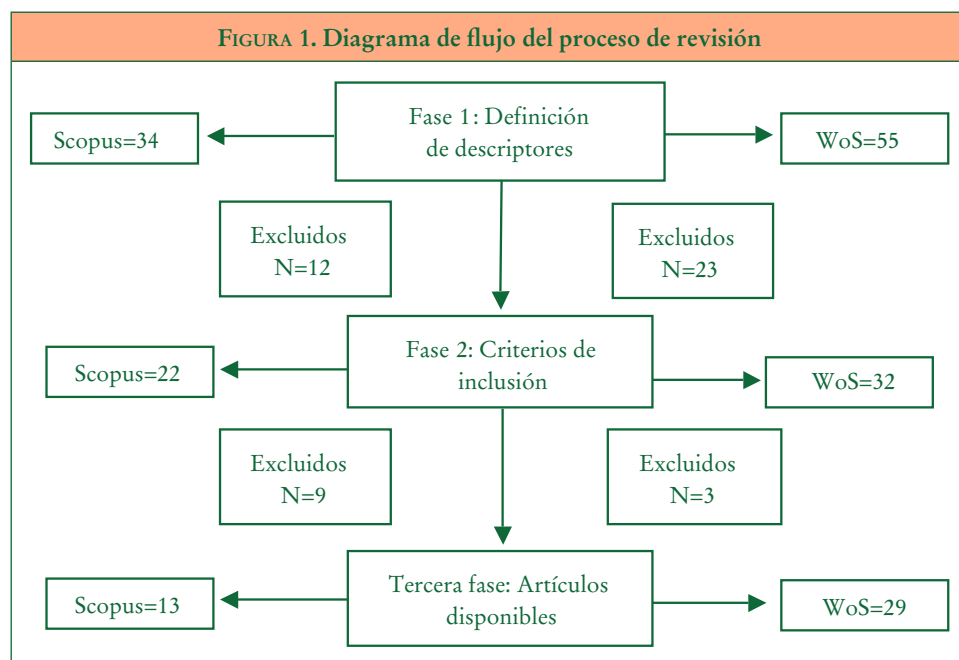 FIGURA 1. Diagrama de flujo del proceso de revisión
Fase 1: Definición
de descriptores
Scopus=34
WoS=55
Excluidos
N=12
Excluidos
N=23
Fase 2: Criterios de
inclusión
Scopus=22
WoS=32
Excluidos
N=9
Excluidos
N=3
Tercera fase: Artículos
disponibles
Scopus=13
WoS=29